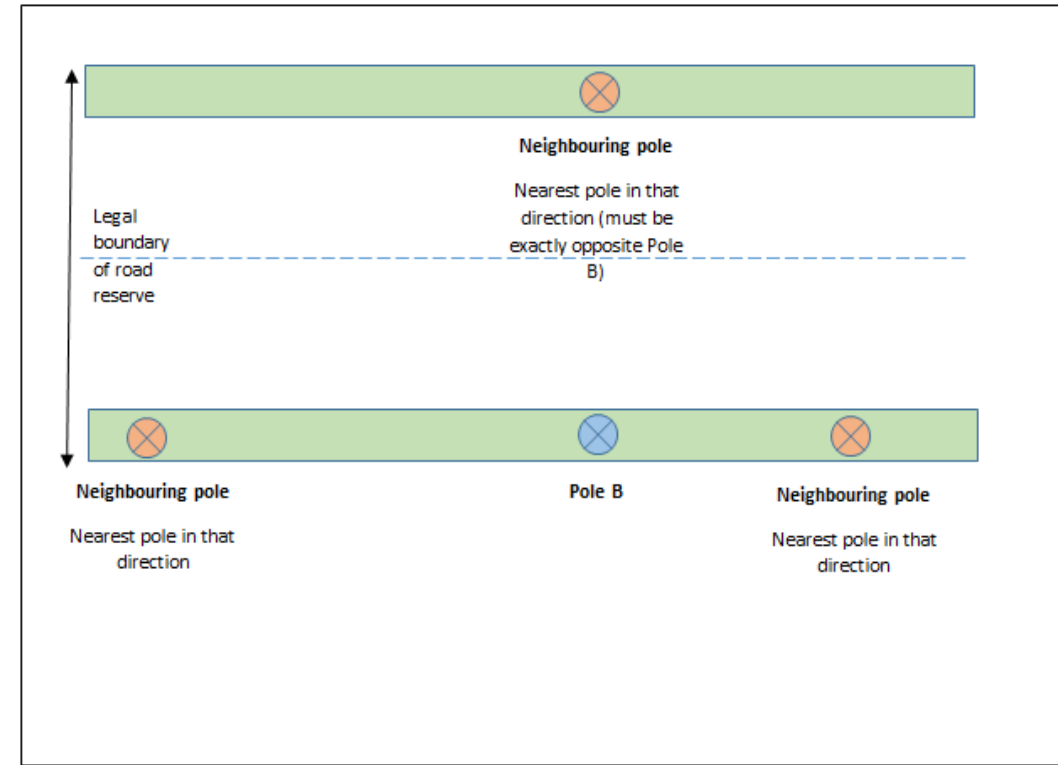 Neighbouring pole
Nearest pole in that
direction (must be
exactly opposite Pole
B)
Legal
boundary
of road
reserve
Neighbouring pole
Nearest pole in that
direction
Pole B
Neighbouring pole
Nearest pole in that
direction